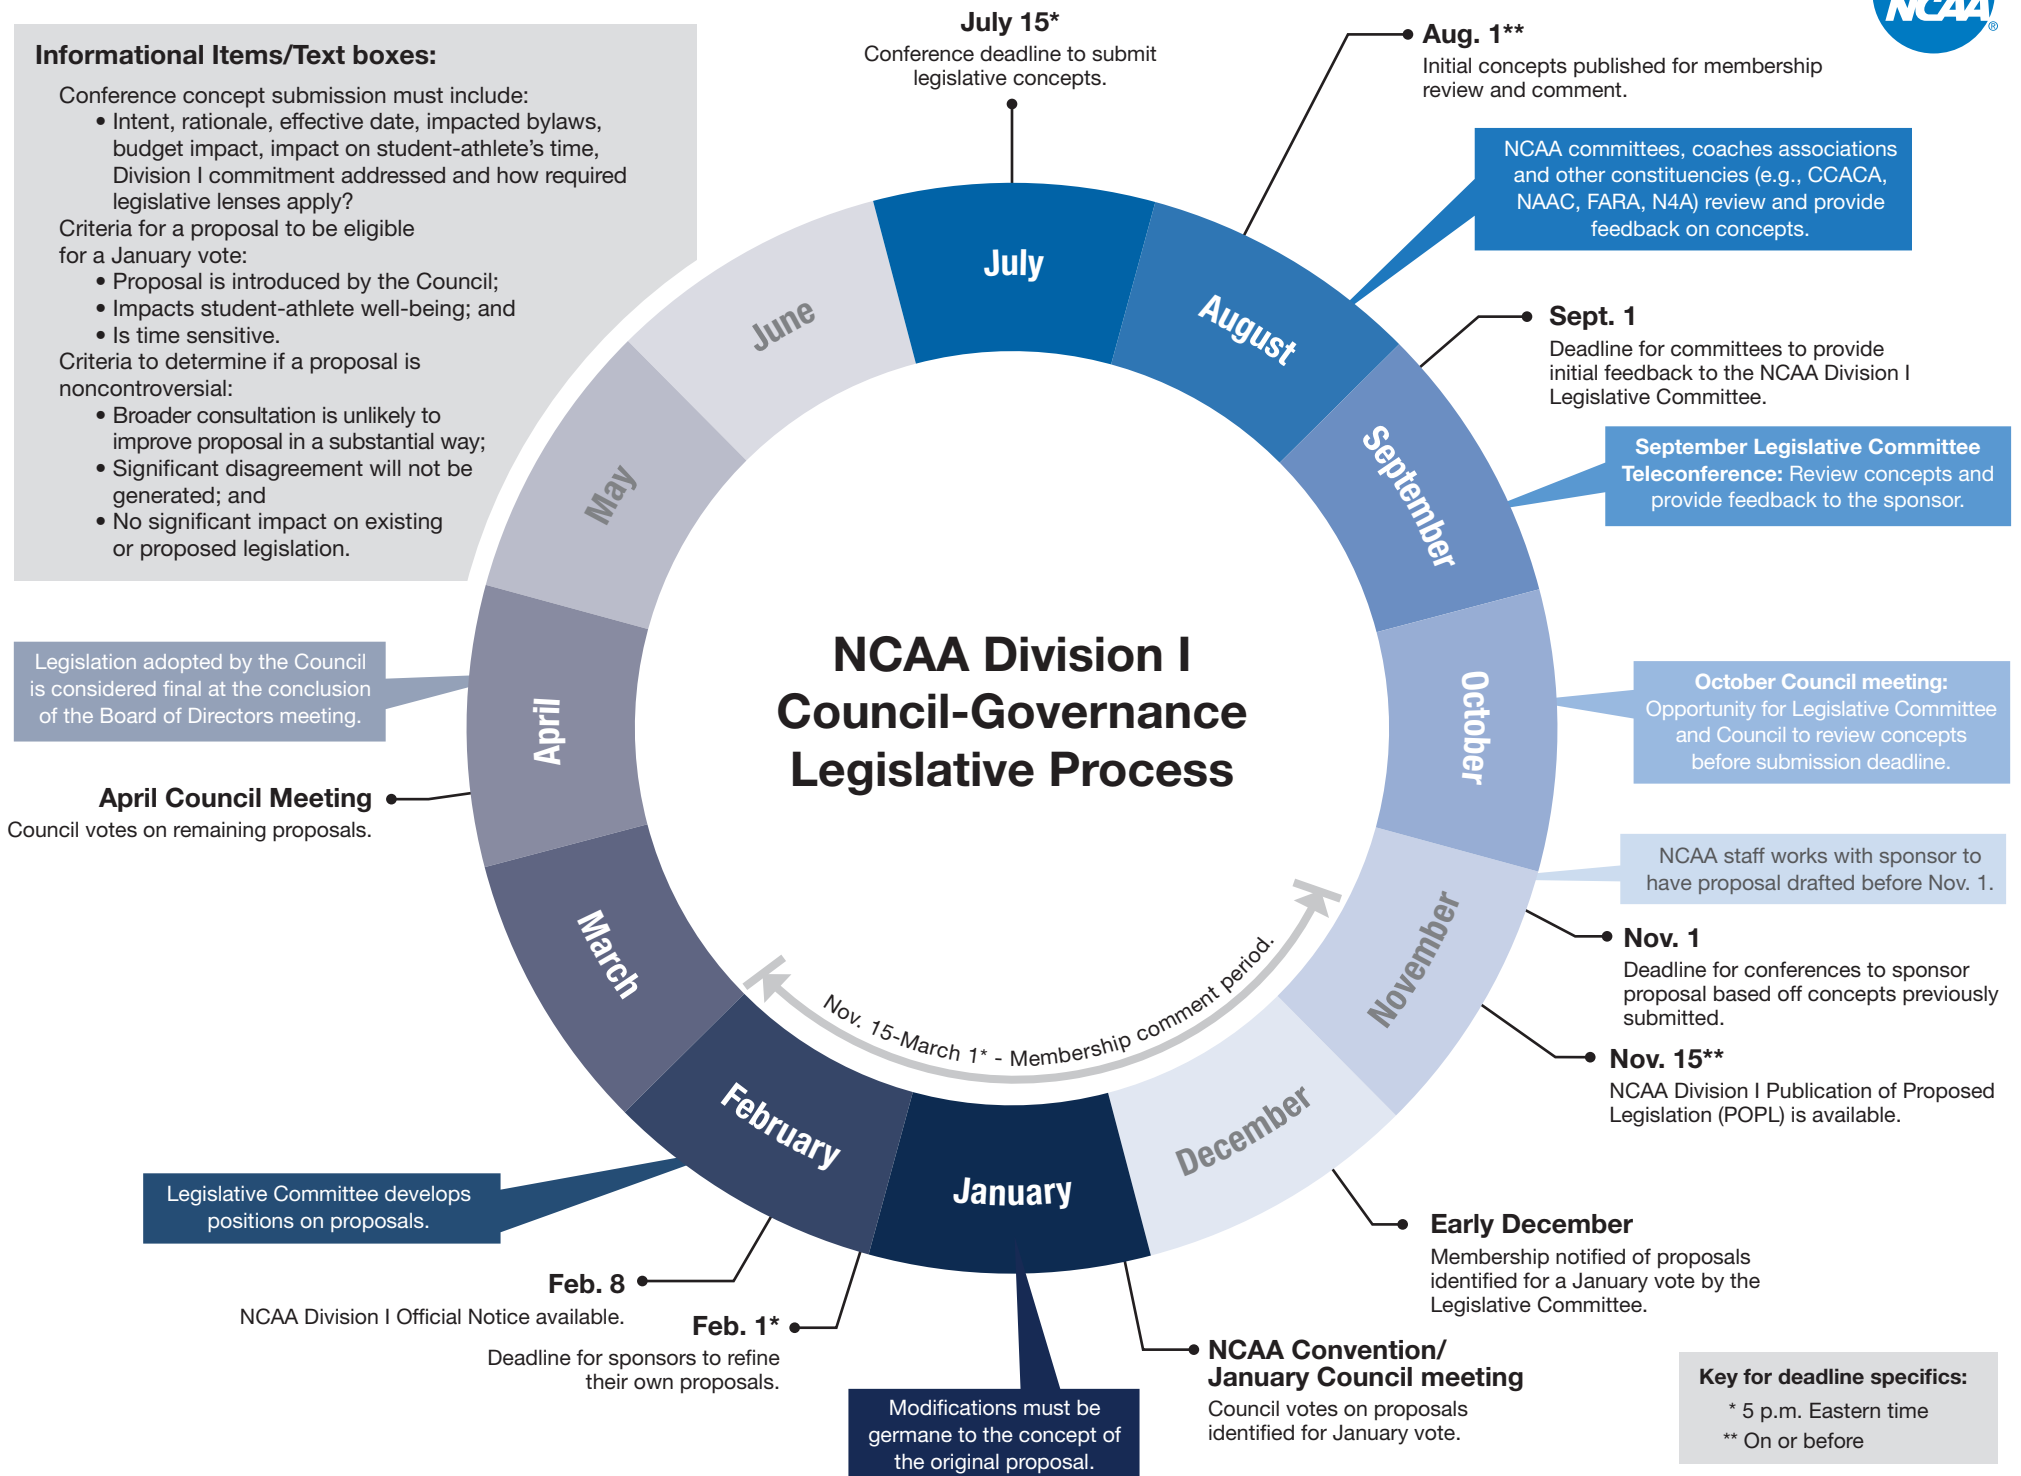 NCAA
®
Informational Items/Text boxes:
Conference concept submission must include:
• Intent, rationale, effective date, impacted bylaws,
budget impact, impact on student-athlete's time,
Division I commitment addressed and how required
legislative lenses apply?
Criteria for a proposal to be eligible
for a January vote:
• Proposal is introduced by the Council;
• Impacts student-athlete well-being; and
• Is time sensitive.
Criteria to determine if a proposal is
noncontroversial:
• Broader consultation is unlikely to
improve proposal in a substantial way;
• Significant disagreement will not be
generated; and
• No significant impact on existing
or proposed legislation.
July 15*
Conference deadline to submit
legislative concepts.
Aug. 1**
Initial concepts published for membership
review and comment.
NCAA committees, coaches associations
and other constituencies (e.g., CCACA,
NAAC, FARA, N4A) review and provide
feedback on concepts.
Sept. 1
Deadline for committees to provide
initial feedback to the NCAA Division I
Legislative Committee.
September Legislative Committee
Teleconference: Review concepts and
provide feedback to the sponsor.
October Council meeting:
Opportunity for Legislative Committee
and Council to review concepts
before submission deadline.
NCAA staff works with sponsor to
have proposal drafted before Nov. 1.
Nov. 1
Deadline for conferences to sponsor
proposal based off concepts previously
submitted.
Nov. 15**
NCAA Division I Publication of Proposed
Legislation (POPL) is available.
Early December
Membership notified of proposals
identified for a January vote by the
Legislative Committee.
NCAA Convention/
January Council meeting
Council votes on proposals
identified for January vote.
Modifications must be
germane to the concept of
the original proposal.
Feb. 1*
Deadline for sponsors to refine
their own proposals.
Feb. 8
NCAA Division I Official Notice available.
Legislative Committee develops
positions on proposals.
April Council Meeting
Council votes on remaining proposals.
Legislation adopted by the Council
is considered final at the conclusion
of the Board of Directors meeting.
July
August
September
October
November
December
January
February
March
April
May
June
NCAA Division I
Council-Governance
Legislative Process
Nov. 15-March 1* - Membership comment period.
Key for deadline specifics:
* 5 p.m. Eastern time
** On or before